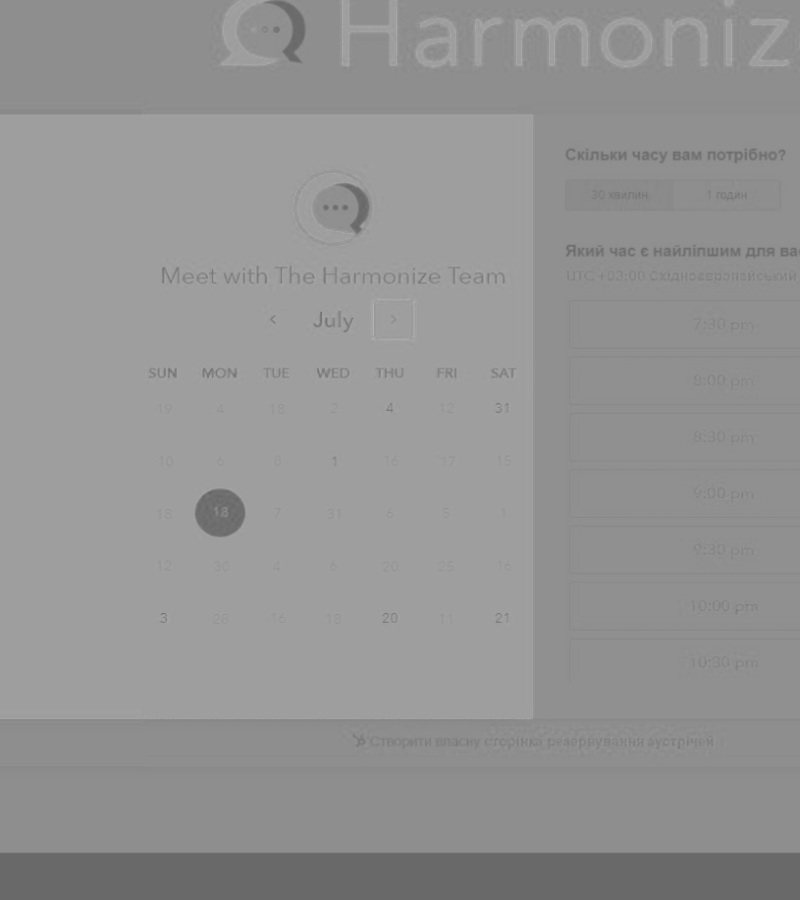 Harmoniz
Meet with The Harmonize Team
< July >
SUN MON TUE WED THU FRI SAT
19 4 18 2 4 12 31
10 6 5 1 16 17 15
18 18 7 31 6 5 1
12 30 4 6 20 25 16
3 28 16 18 20 11 21
Скільки часу вам потрібно?
30 хвилин 1 годин
Який час є найліпшим для вас
UTC +03:00 Східноєвропейський
7:30 pm
8:00 pm
8:30 pm
9:00 pm
9:30 pm
10:00 pm
10:30 pm
Створити власну сторінку резервування зустрічей